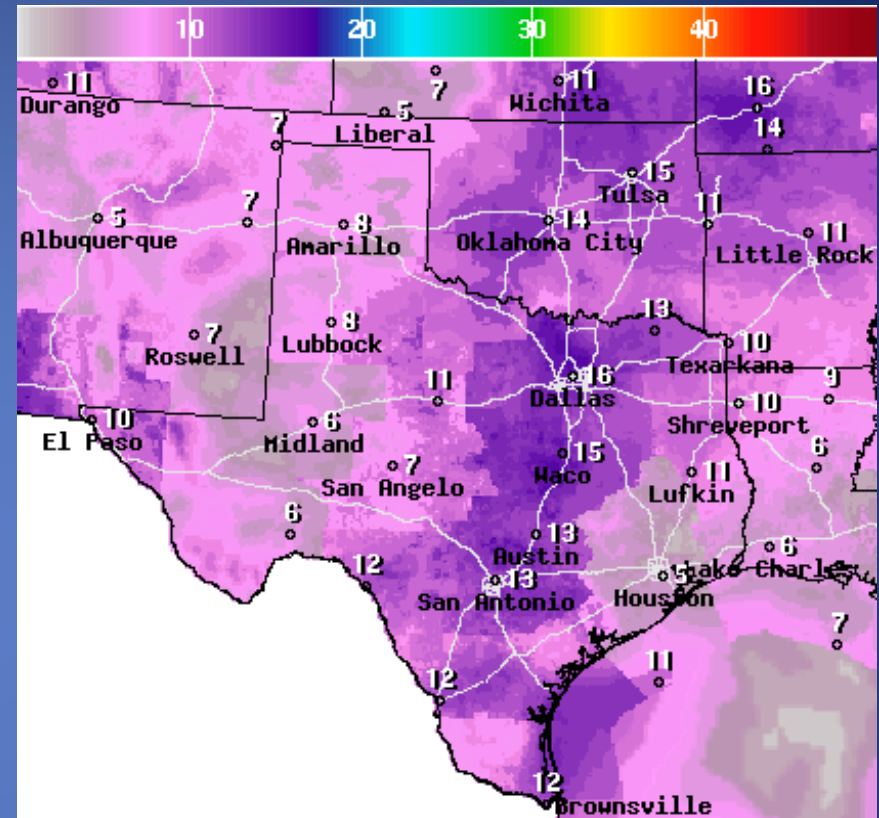 10 20 30 40
11
Durango
7
11
Wichita
16
5
Liberal
7
14
15
Tulsa
5
Albuquerque
7
8
Amarillo
14
Oklahoma City
11
11
Little Rock
7
Roswell
8
Lubbock
13
10
Texarkana
16
Dallas
11
10
Shreveport
9
10
El Paso
6
Midland
15
Waco
6
7
San Angelo
11
Lufkin
6
13
Austin
6
12
13
San Antonio
5
Houston
Lake Charles
7
11
12
12
Brownsville